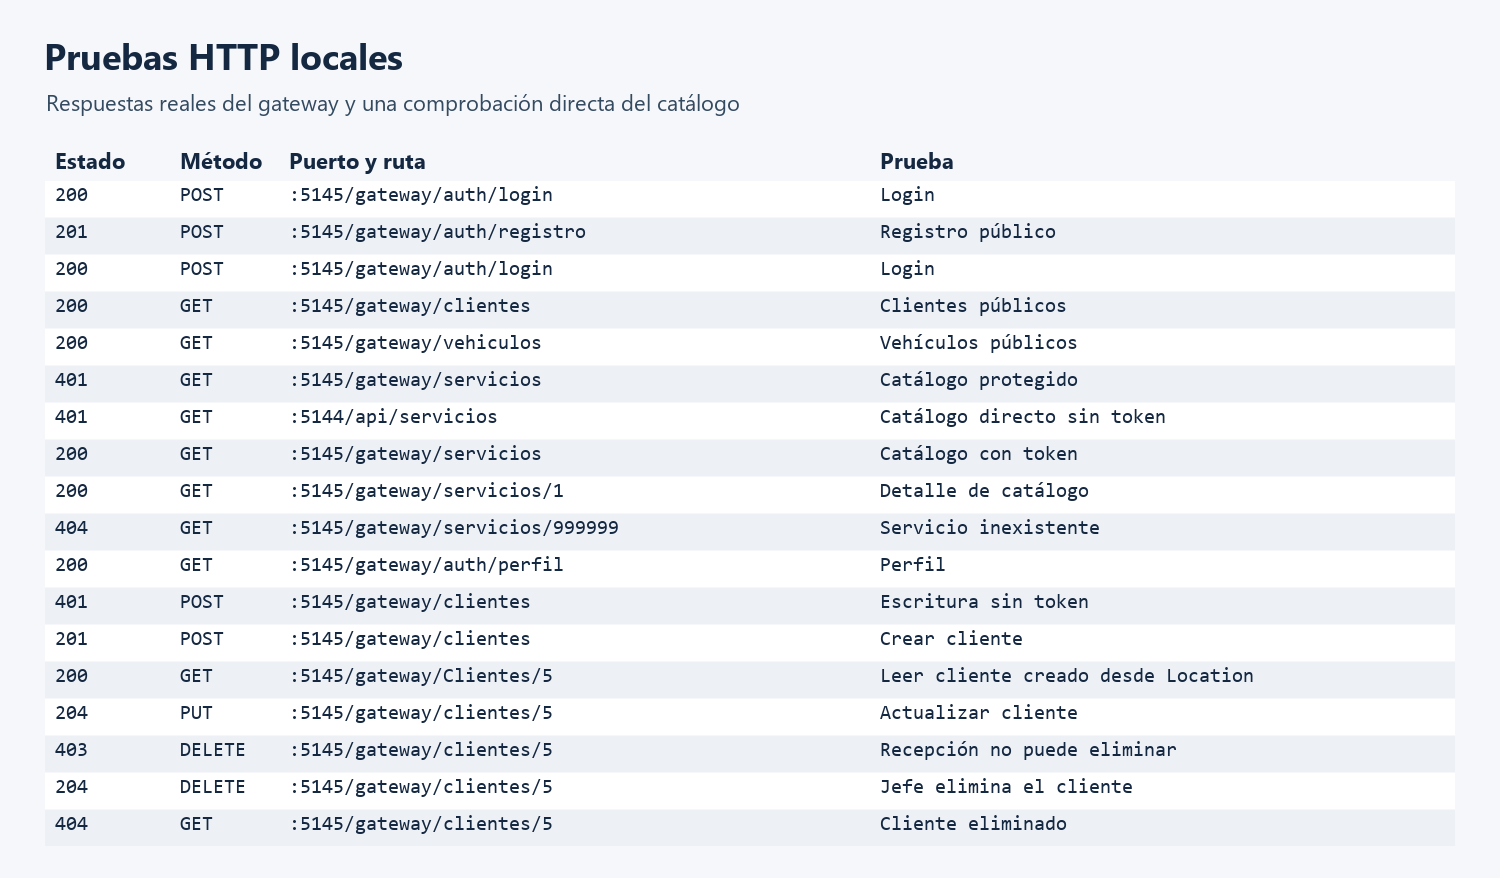 Pruebas HTTP locales
Respuestas reales del gateway y una comprobación directa del catálogo
Estado Método Puerto y ruta Prueba
200 POST :5145/gateway/auth/login Login
201 POST :5145/gateway/auth/registro Registro público
200 POST :5145/gateway/auth/login Login
200 GET :5145/gateway/clientes Clientes públicos
200 GET :5145/gateway/vehiculos Vehículos públicos
401 GET :5145/gateway/servicios Catálogo protegido
401 GET :5144/api/servicios Catálogo directo sin token
200 GET :5145/gateway/servicios Catálogo con token
200 GET :5145/gateway/servicios/1 Detalle de catálogo
404 GET :5145/gateway/servicios/999999 Servicio inexistente
200 GET :5145/gateway/auth/perfil Perfil
401 POST :5145/gateway/clientes Escritura sin token
201 POST :5145/gateway/clientes Crear cliente
200 GET :5145/gateway/Clientes/5 Leer cliente creado desde Location
204 PUT :5145/gateway/clientes/5 Actualizar cliente
403 DELETE :5145/gateway/clientes/5 Recepción no puede eliminar
204 DELETE :5145/gateway/clientes/5 Jefe elimina el cliente
404 GET :5145/gateway/clientes/5 Cliente eliminado